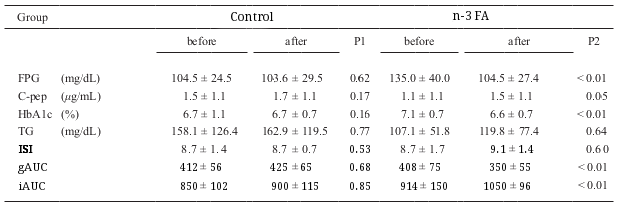 Group Control n-3 FA
before after P1 before after P2
FPG (mg/dL) 104.5 ± 24.5 103.6 ± 29.5 0.62 135.0 ± 40.0 104.5 ± 27.4 <0.01
C-pep (μg/mL) 1.5 ± 1.1 1.7 ± 1.1 0.17 1.1 ± 1.1 1.5 ± 1.1 0.05
HbA1c (%) 6.7 ± 1.1 6.7 ± 0.7 0.16 7.1 ± 0.7 6.6 ± 0.7 <0.01
TG (mg/dL) 158.1 ± 126.4 162.9 ± 119.5 0.77 107.1 ± 51.8 119.8 ± 77.4 0.64
ISI 8.7 ± 1.4 8.7 ± 0.7 0.53 8.7 ± 1.7 9.1 ± 1.4 0.60
gAUC 412 ± 56 425 ± 65 0.68 408 ± 75 350 ± 55 <0.01
iAUC 850 ± 102 900 ± 115 0.85 914 ± 150 1050 ± 96 <0.01